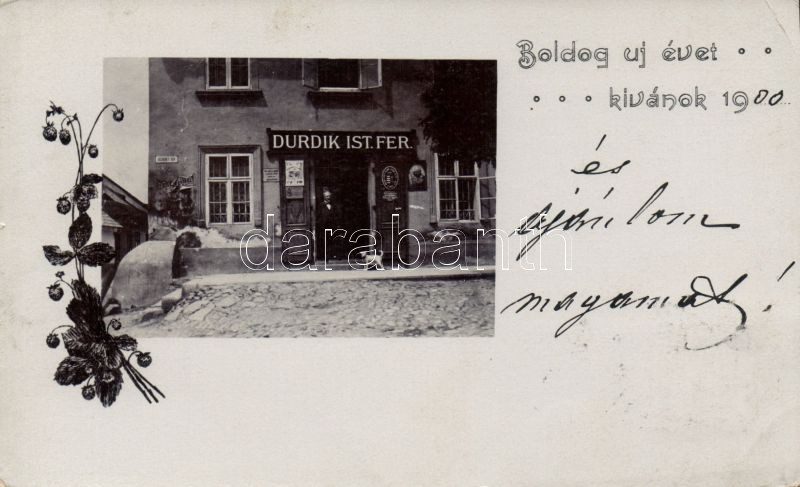 Boldog uj évet • •
• • • kivánok 1900
és
ajánlom
magamat!
DURDIK IST. FER.
darabanth